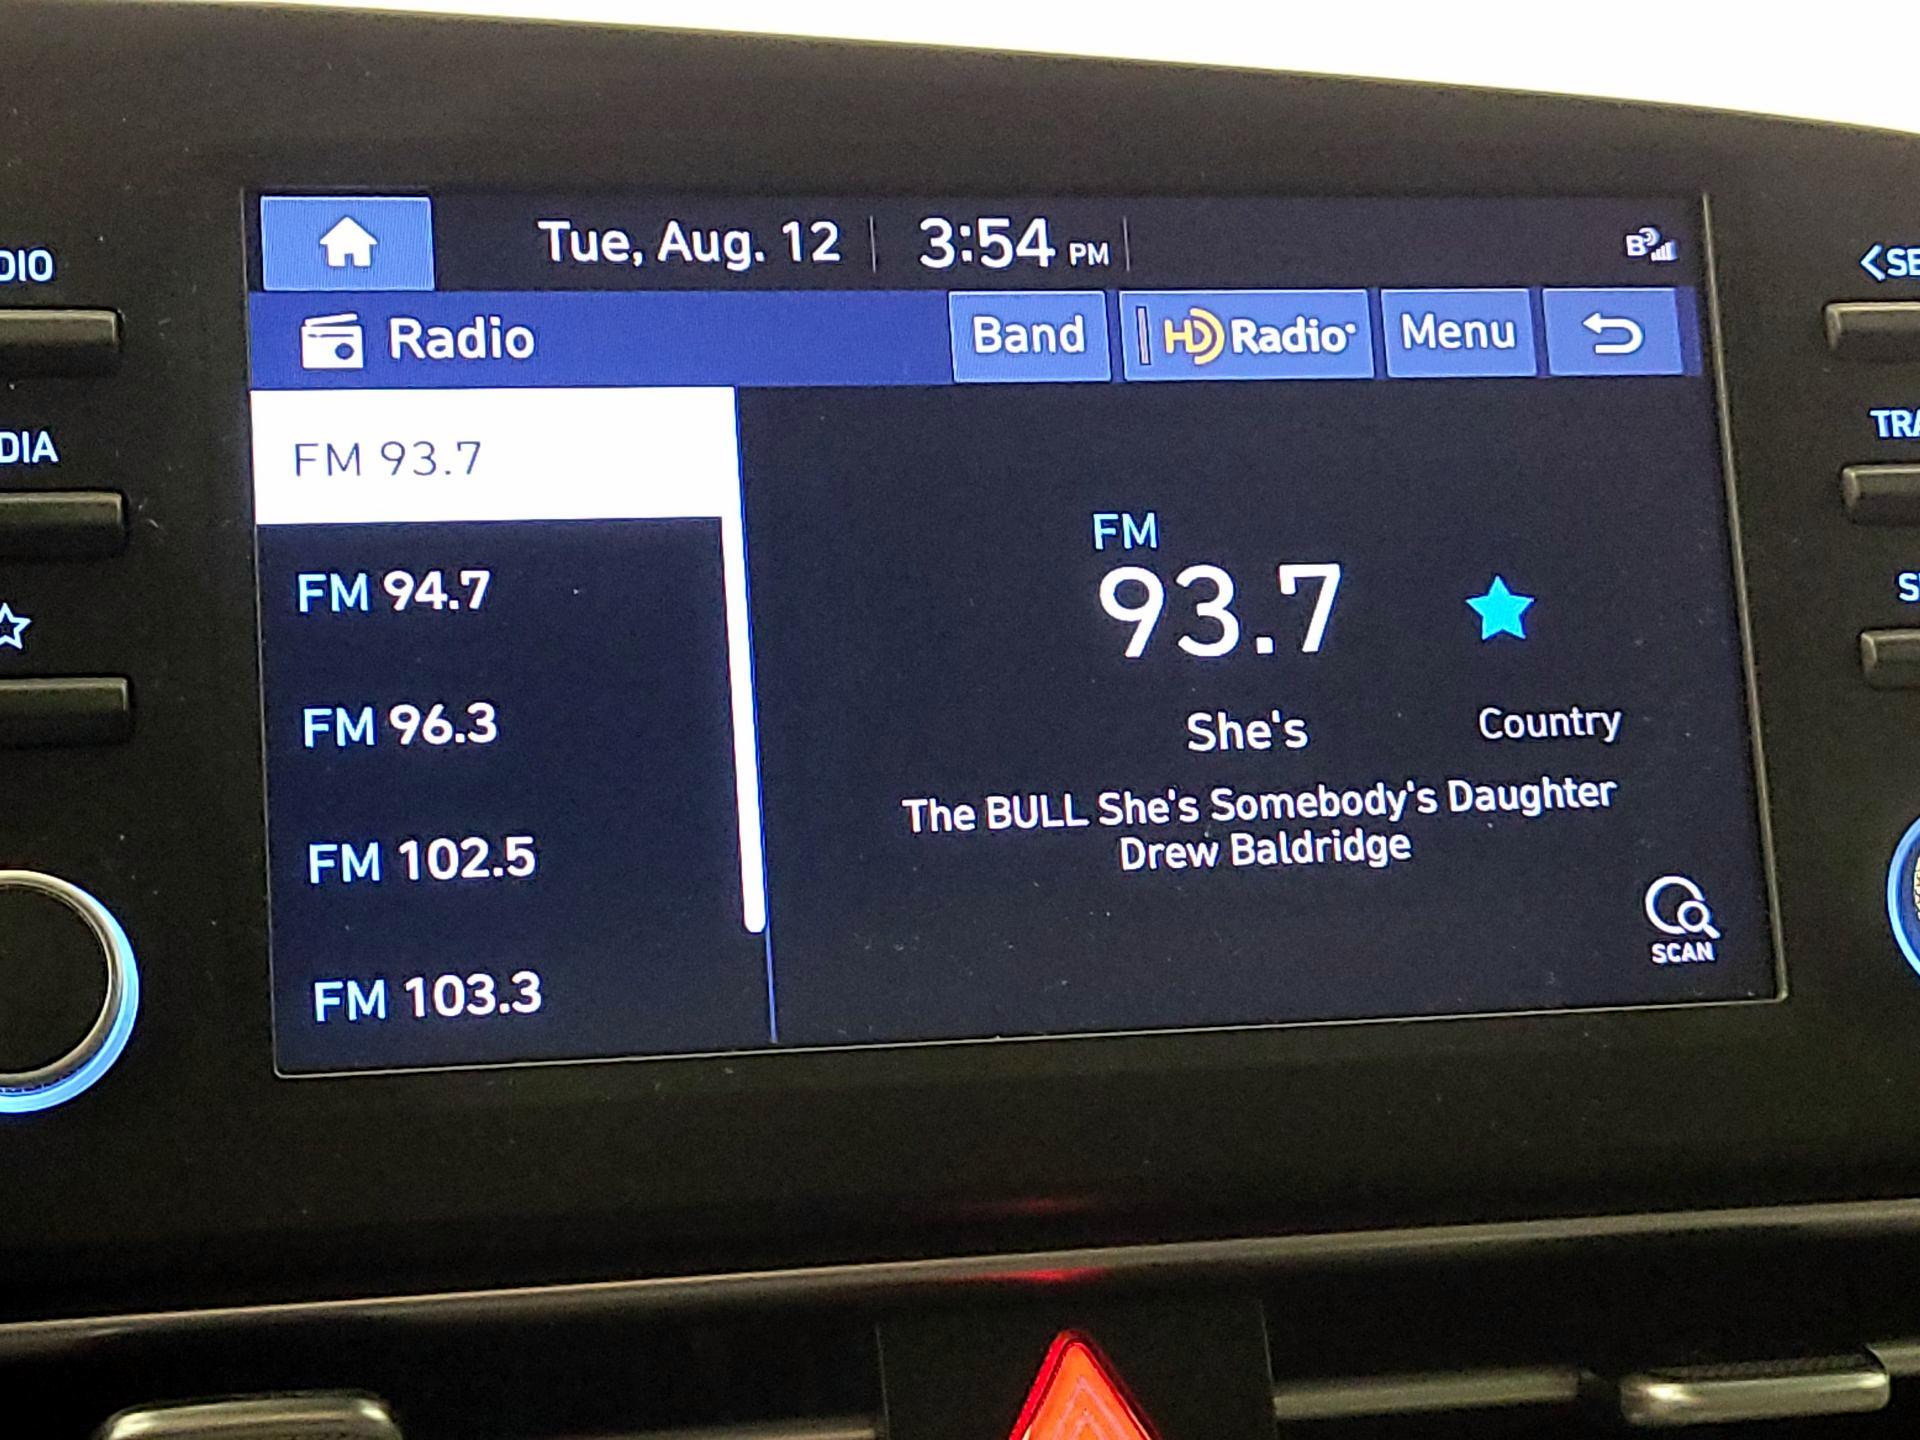 Tue, Aug. 12 3:54 PM
B
Radio Band HD Radio Menu
FM 93.7
FM 94.7
FM 96.3
FM 102.5
FM 103.3
FM
93.7
She's Country
The BULL She's Somebody's Daughter
Drew Baldridge
SCAN
DIO
DIA
<SE
TRA